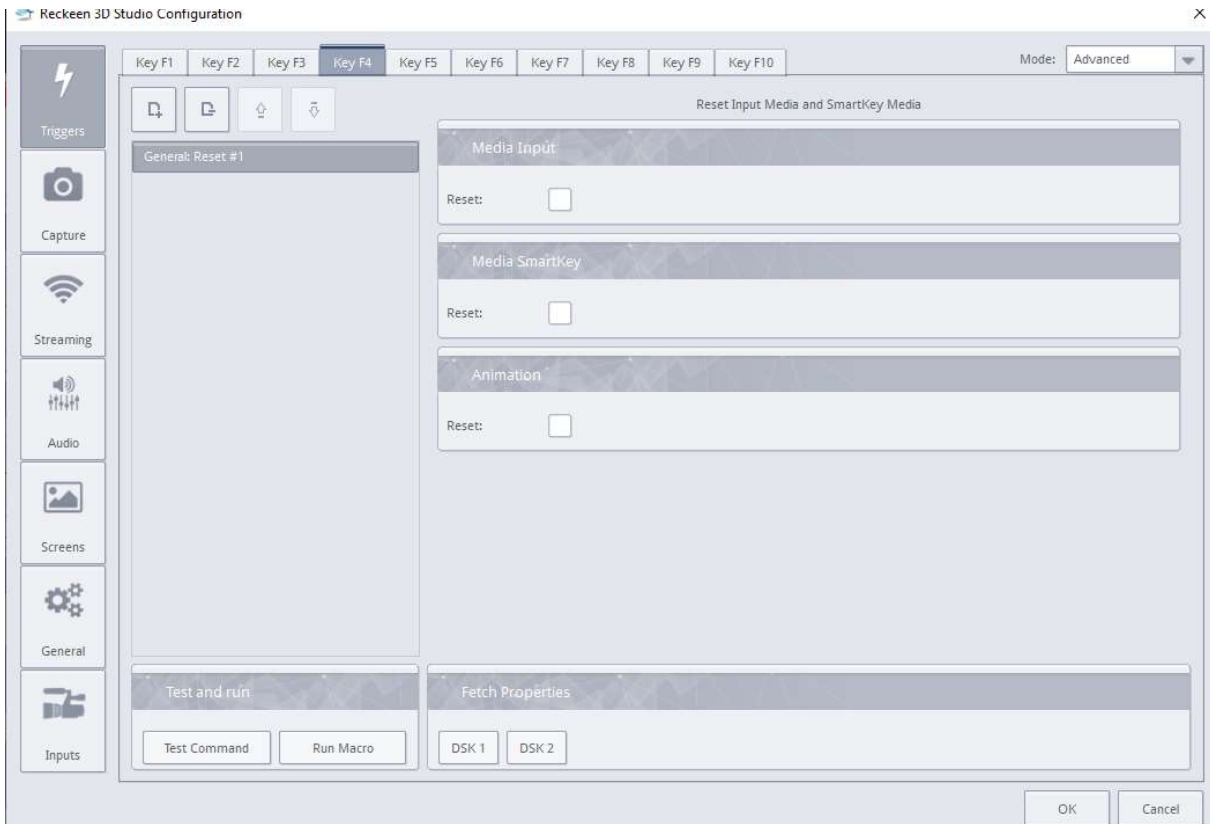 Reckeen 3D Studio Configuration
Key F1 Key F2 Key F3 Key F4 Key F5 Key F6 Key F7 Key F8 Key F9 Key F10
Mode: Advanced
Triggers
Capture
Streaming
Audio
Screens
General
Inputs
General: Reset #1
Reset Input Media and SmartKey Media
Media Input
Reset:
Media SmartKey
Reset:
Animation
Reset:
Test and run
Test Command Run Macro
Fetch Properties
DSK 1 DSK 2
OK Cancel